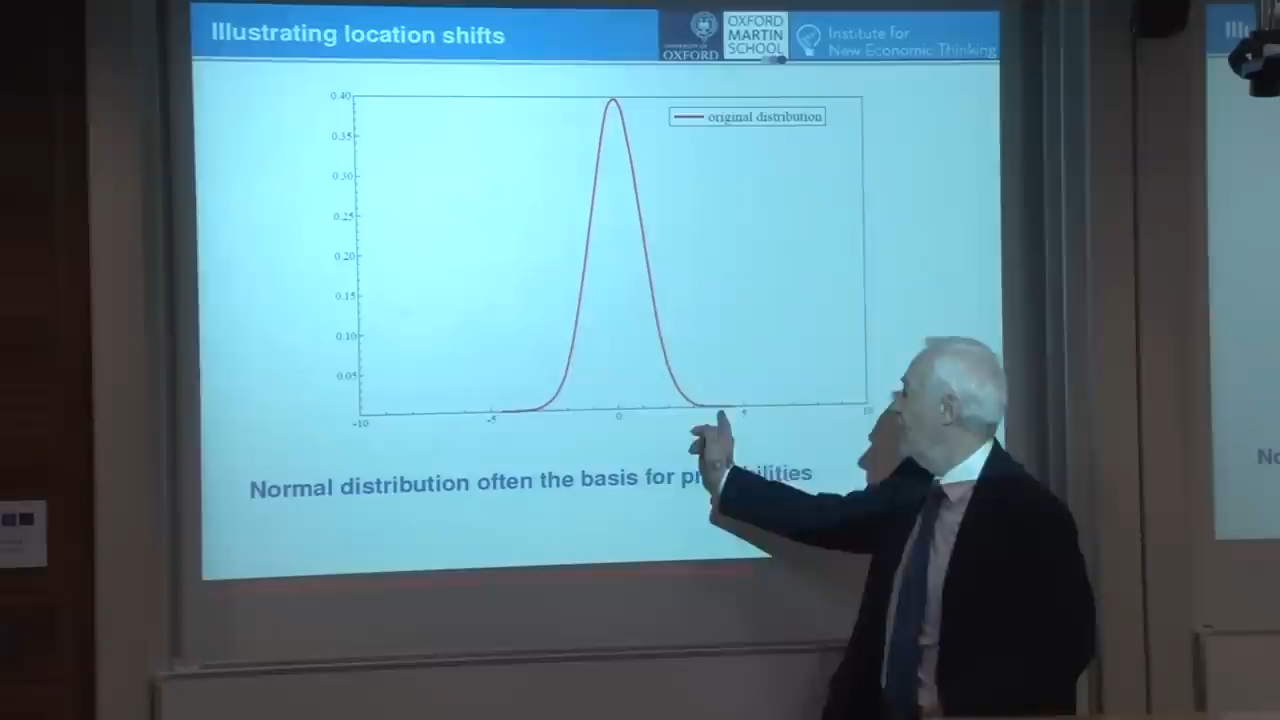 Illustrating location shifts
UNIVERSITY OF
OXFORD
OXFORD
MARTIN
SCHOOL
Institute for
New Economic Thinking
0.40
original distribution
0.35
0.30
0.25
0.20
0.15
0.10
0.05
-10
-5
0
5
10
Normal distribution often the basis for